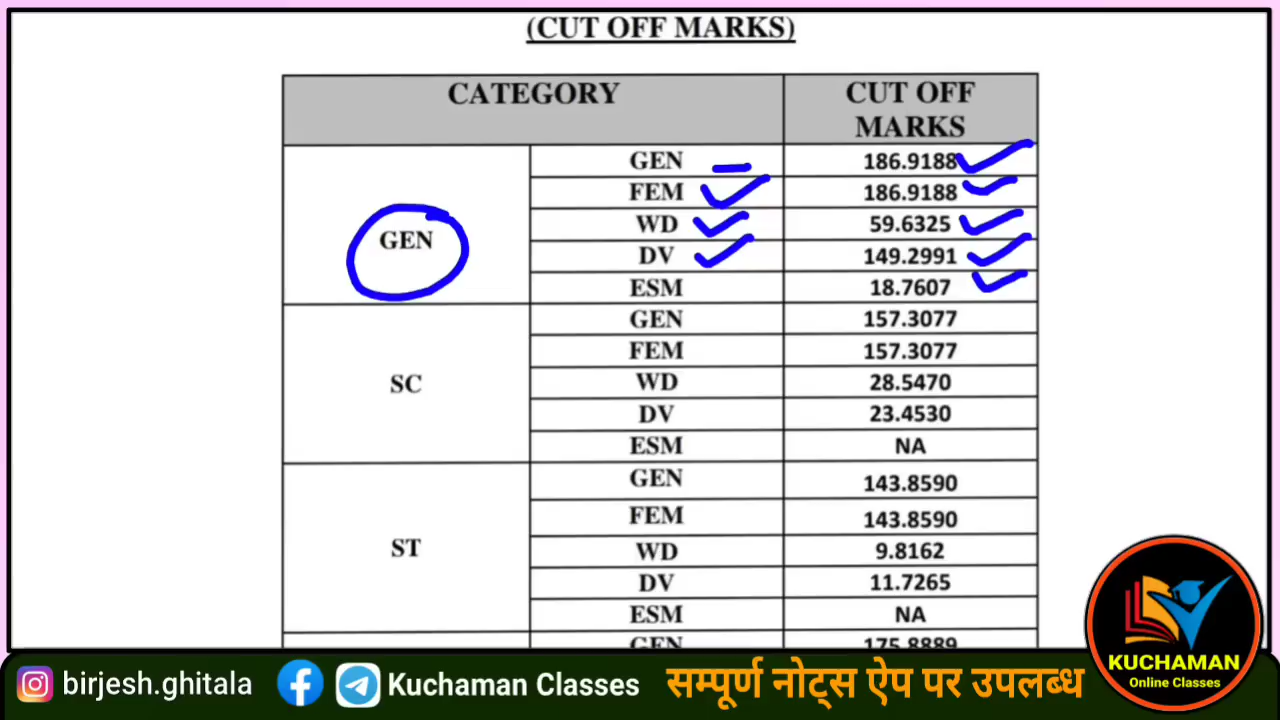 (CUT OFF MARKS)
CATEGORY CUT OFF MARKS
GEN
GEN 186.9188
FEM 186.9188
WD 59.6325
DV 149.2991
ESM 18.7607
SC
GEN 157.3077
FEM 157.3077
WD 28.5470
DV 23.4530
ESM NA
ST
GEN 143.8590
FEM 143.8590
WD 9.8162
DV 11.7265
ESM NA
GEN 175.8889
KUCHAMAN
Online Classes
birjesh.ghitala Kuchaman Classes सम्पूर्ण नोट्स ऐप पर उपलब्ध